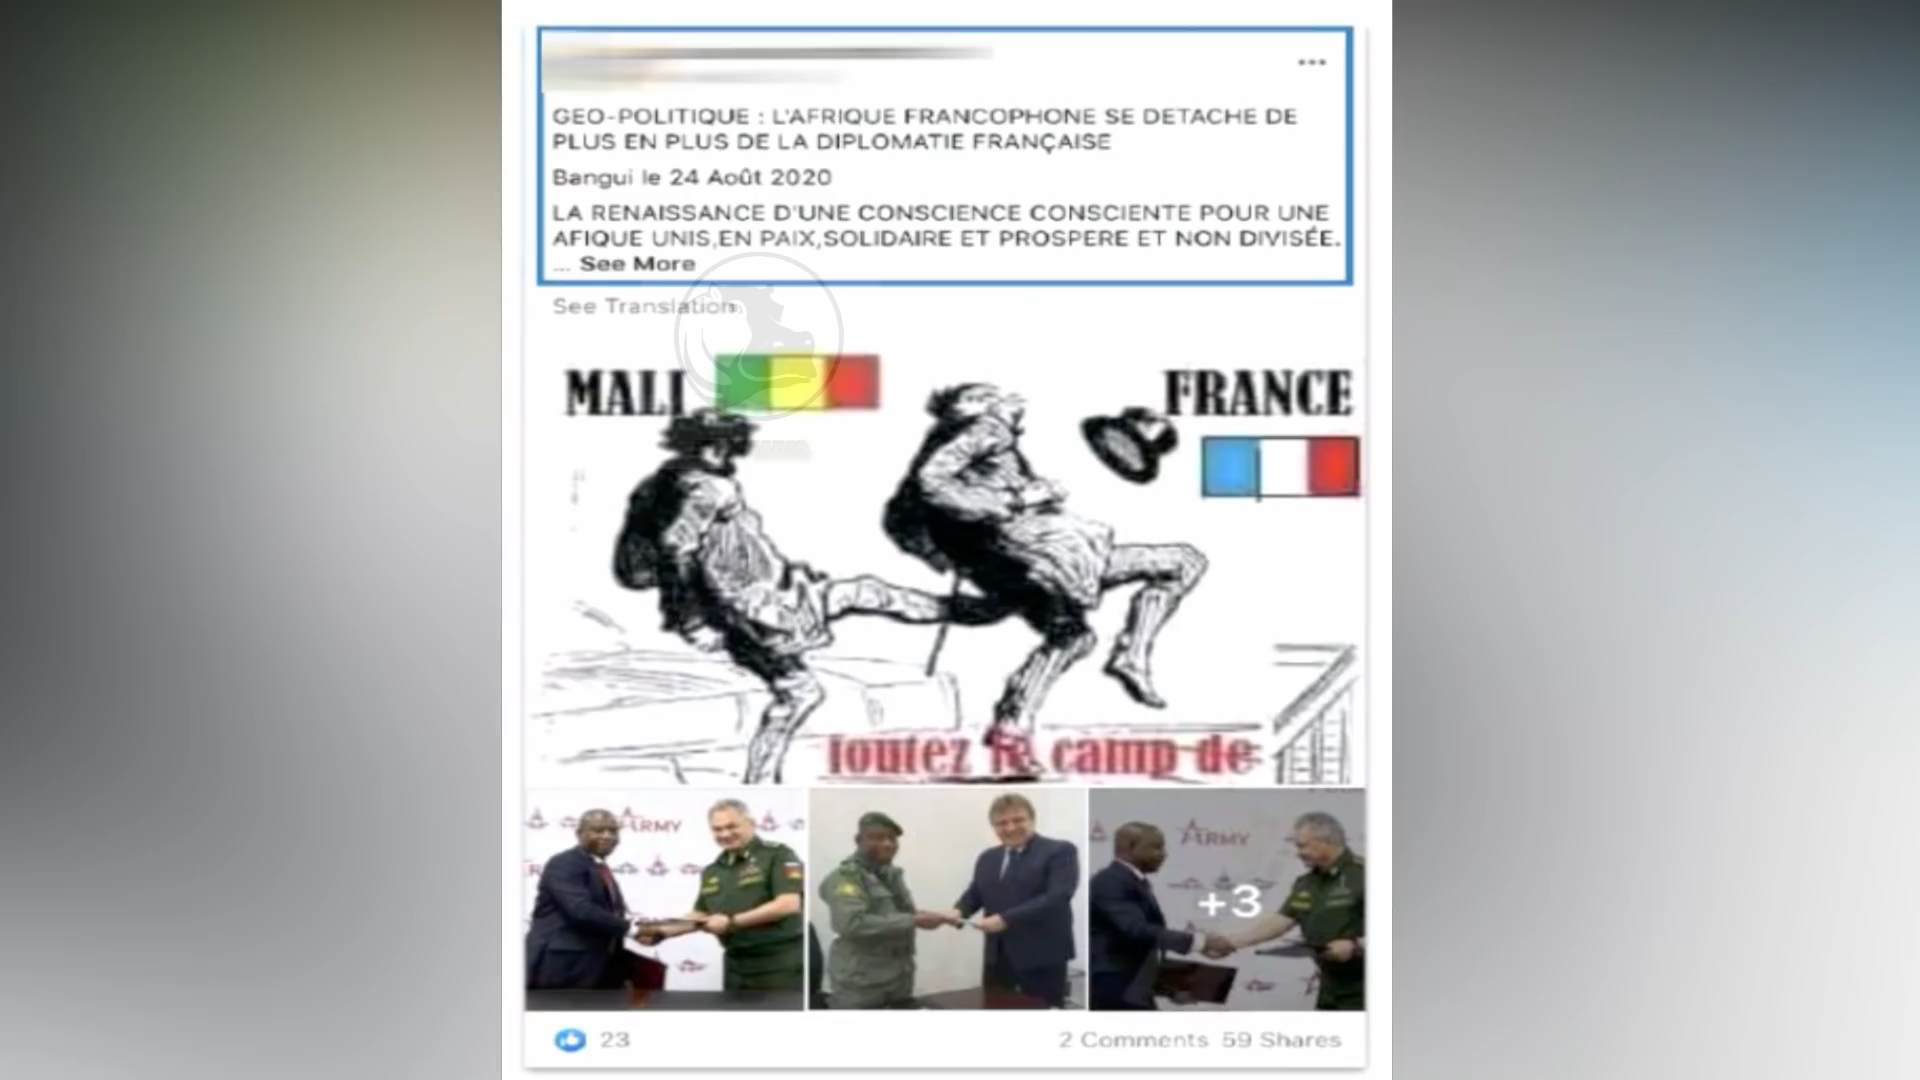 GEO-POLITIQUE : L'AFRIQUE FRANCOPHONE SE DETACHE DE
PLUS EN PLUS DE LA DIPLOMATIE FRANÇAISE
Bangui le 24 Août 2020
LA RENAISSANCE D'UNE CONSCIENCE CONSCIENTE POUR UNE
AFIQUE UNIS,EN PAIX,SOLIDAIRE ET PROSPERE ET NON DIVISÉE.
... See More
See Translation
MALI
FRANCE
foutez le camp de
ARMY
ARMY
+3
23
2 Comments 59 Shares